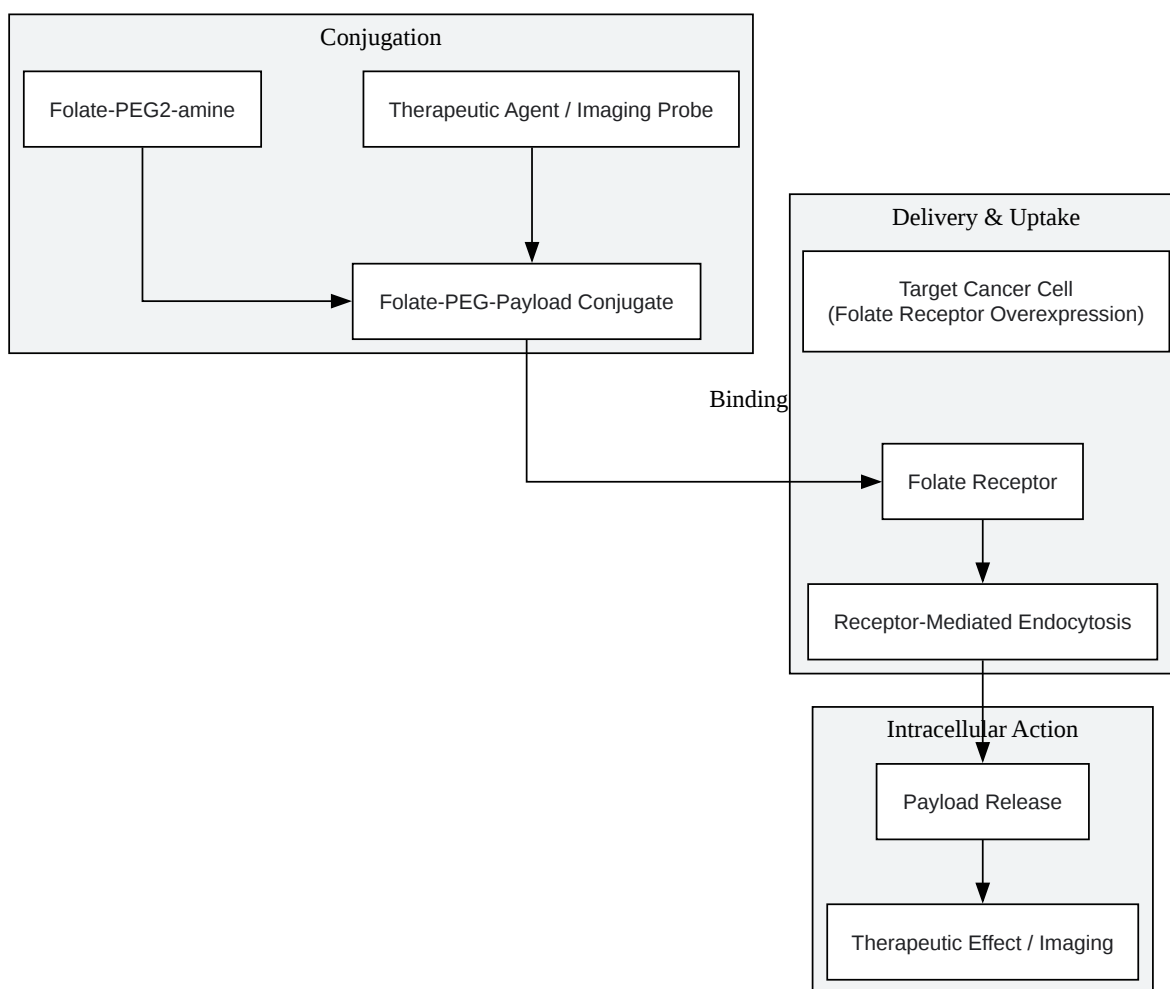 Conjugation
Folate-PEG2-amine
Therapeutic Agent / Imaging Probe
Folate-PEG-Payload Conjugate
Delivery & Uptake
Target Cancer Cell
(Folate Receptor Overexpression)
Binding
Folate Receptor
Receptor-Mediated Endocytosis
Intracellular Action
Payload Release
Therapeutic Effect / Imaging